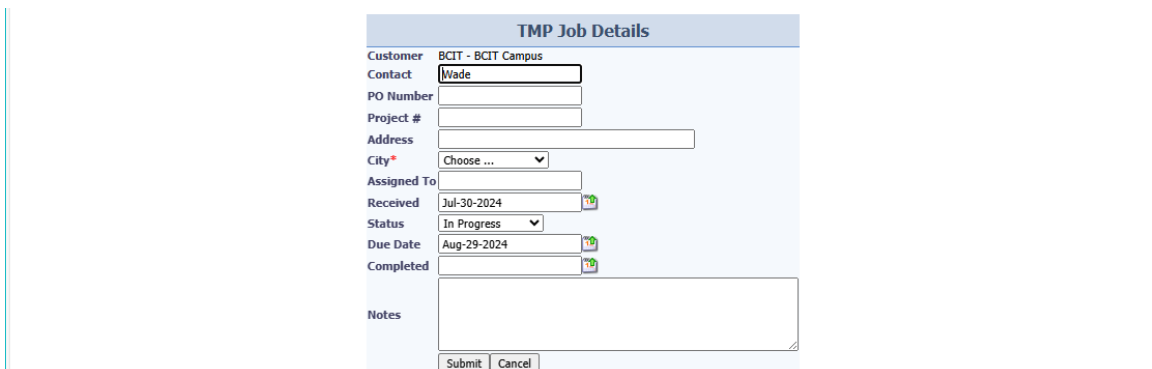 TMP Job Details
Customer BCIT - BCIT Campus
Contact Wade
PO Number
Project #
Address
City* Choose ...
Assigned To
Received Jul-30-2024
Status In Progress
Due Date Aug-29-2024
Completed
Notes
Submit Cancel